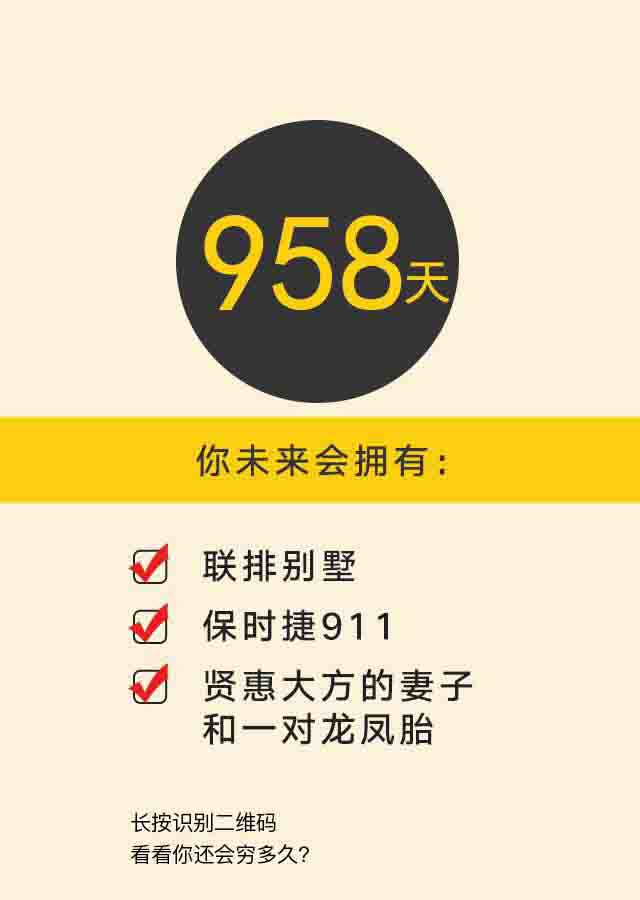 958天
你未来会拥有：
联排别墅
保时捷911
贤惠大方的妻子
和一对龙凤胎
长按识别二维码
看看你还会穷多久?